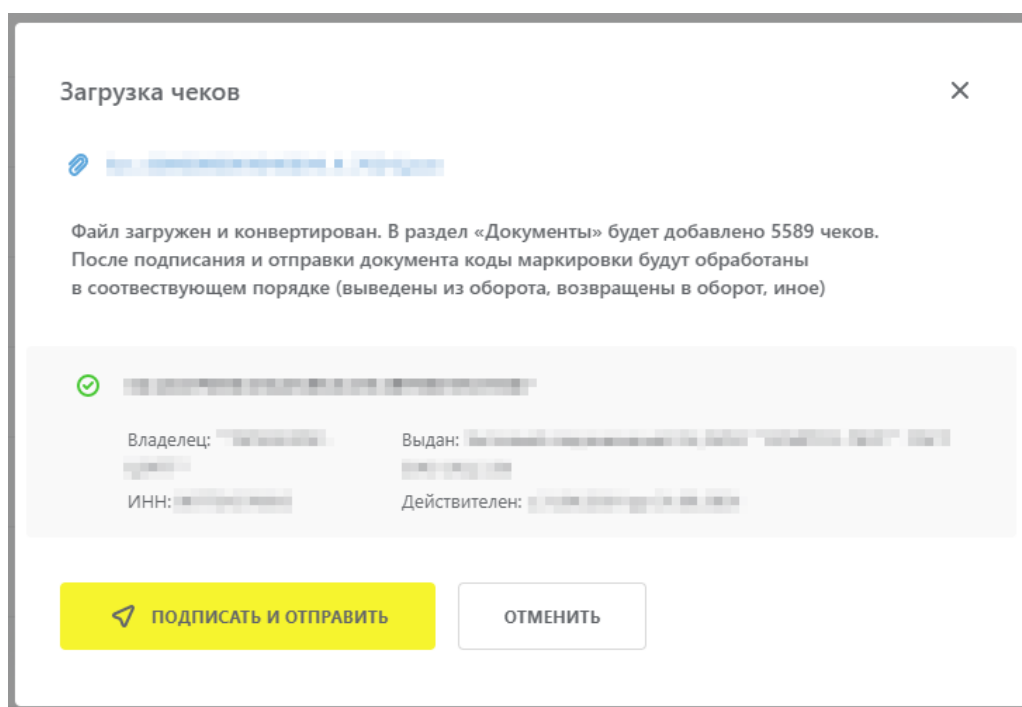 Загрузка чеков
Файл загружен и конвертирован. В раздел «Документы» будет добавлено 5589 чеков.
После подписания и отправки документа коды маркировки будут обработаны
в соотвествующем порядке (выведены из оборота, возвращены в оборот, иное)
Владелец:
Выдан:
ИНН:
Действителен:
ПОДПИСАТЬ И ОТПРАВИТЬ
ОТМЕНИТЬ